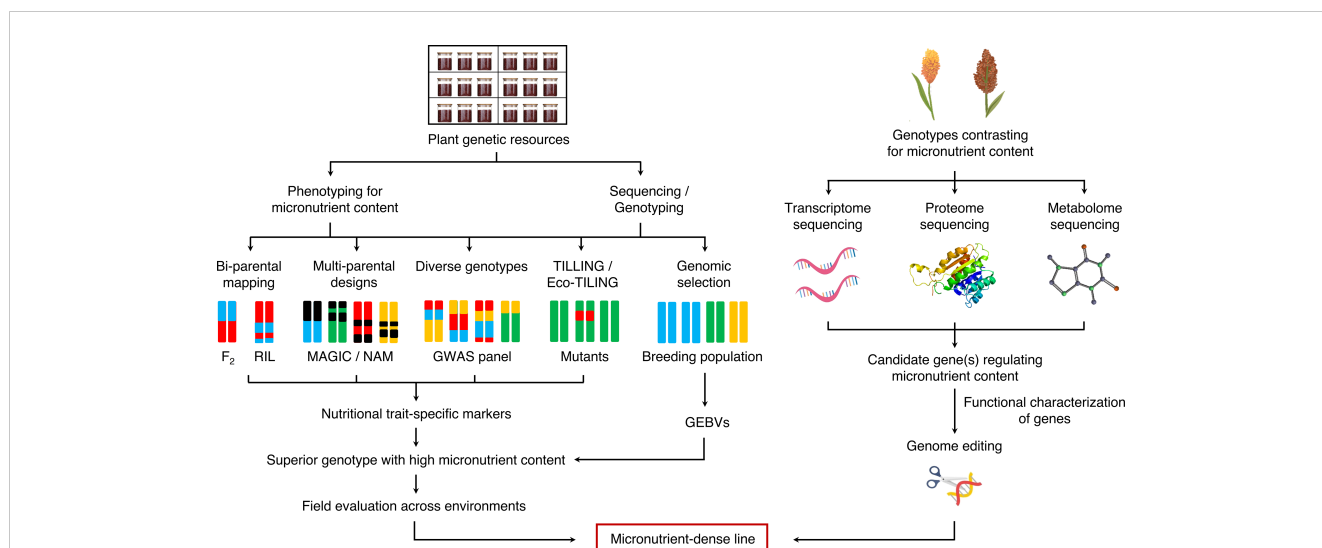 Plant genetic resources
Phenotyping for
micronutrient content
Sequencing /
Genotyping
Bi-parental
mapping
Multi-parental
designs
Diverse genotypes
TILLING /
Eco-TILING
Genomic
selection
F₂
RIL
MAGIC / NAM
GWAS panel
Mutants
Breeding population
Nutritional trait-specific markers
GEBVs
Superior genotype with high micronutrient content
Field evaluation across environments
Genotypes contrasting
for micronutrient content
Transcriptome
sequencing
Proteome
sequencing
Metabolome
sequencing
Candidate gene(s) regulating
micronutrient content
Functional characterization
of genes
Genome editing
Micronutrient-dense line